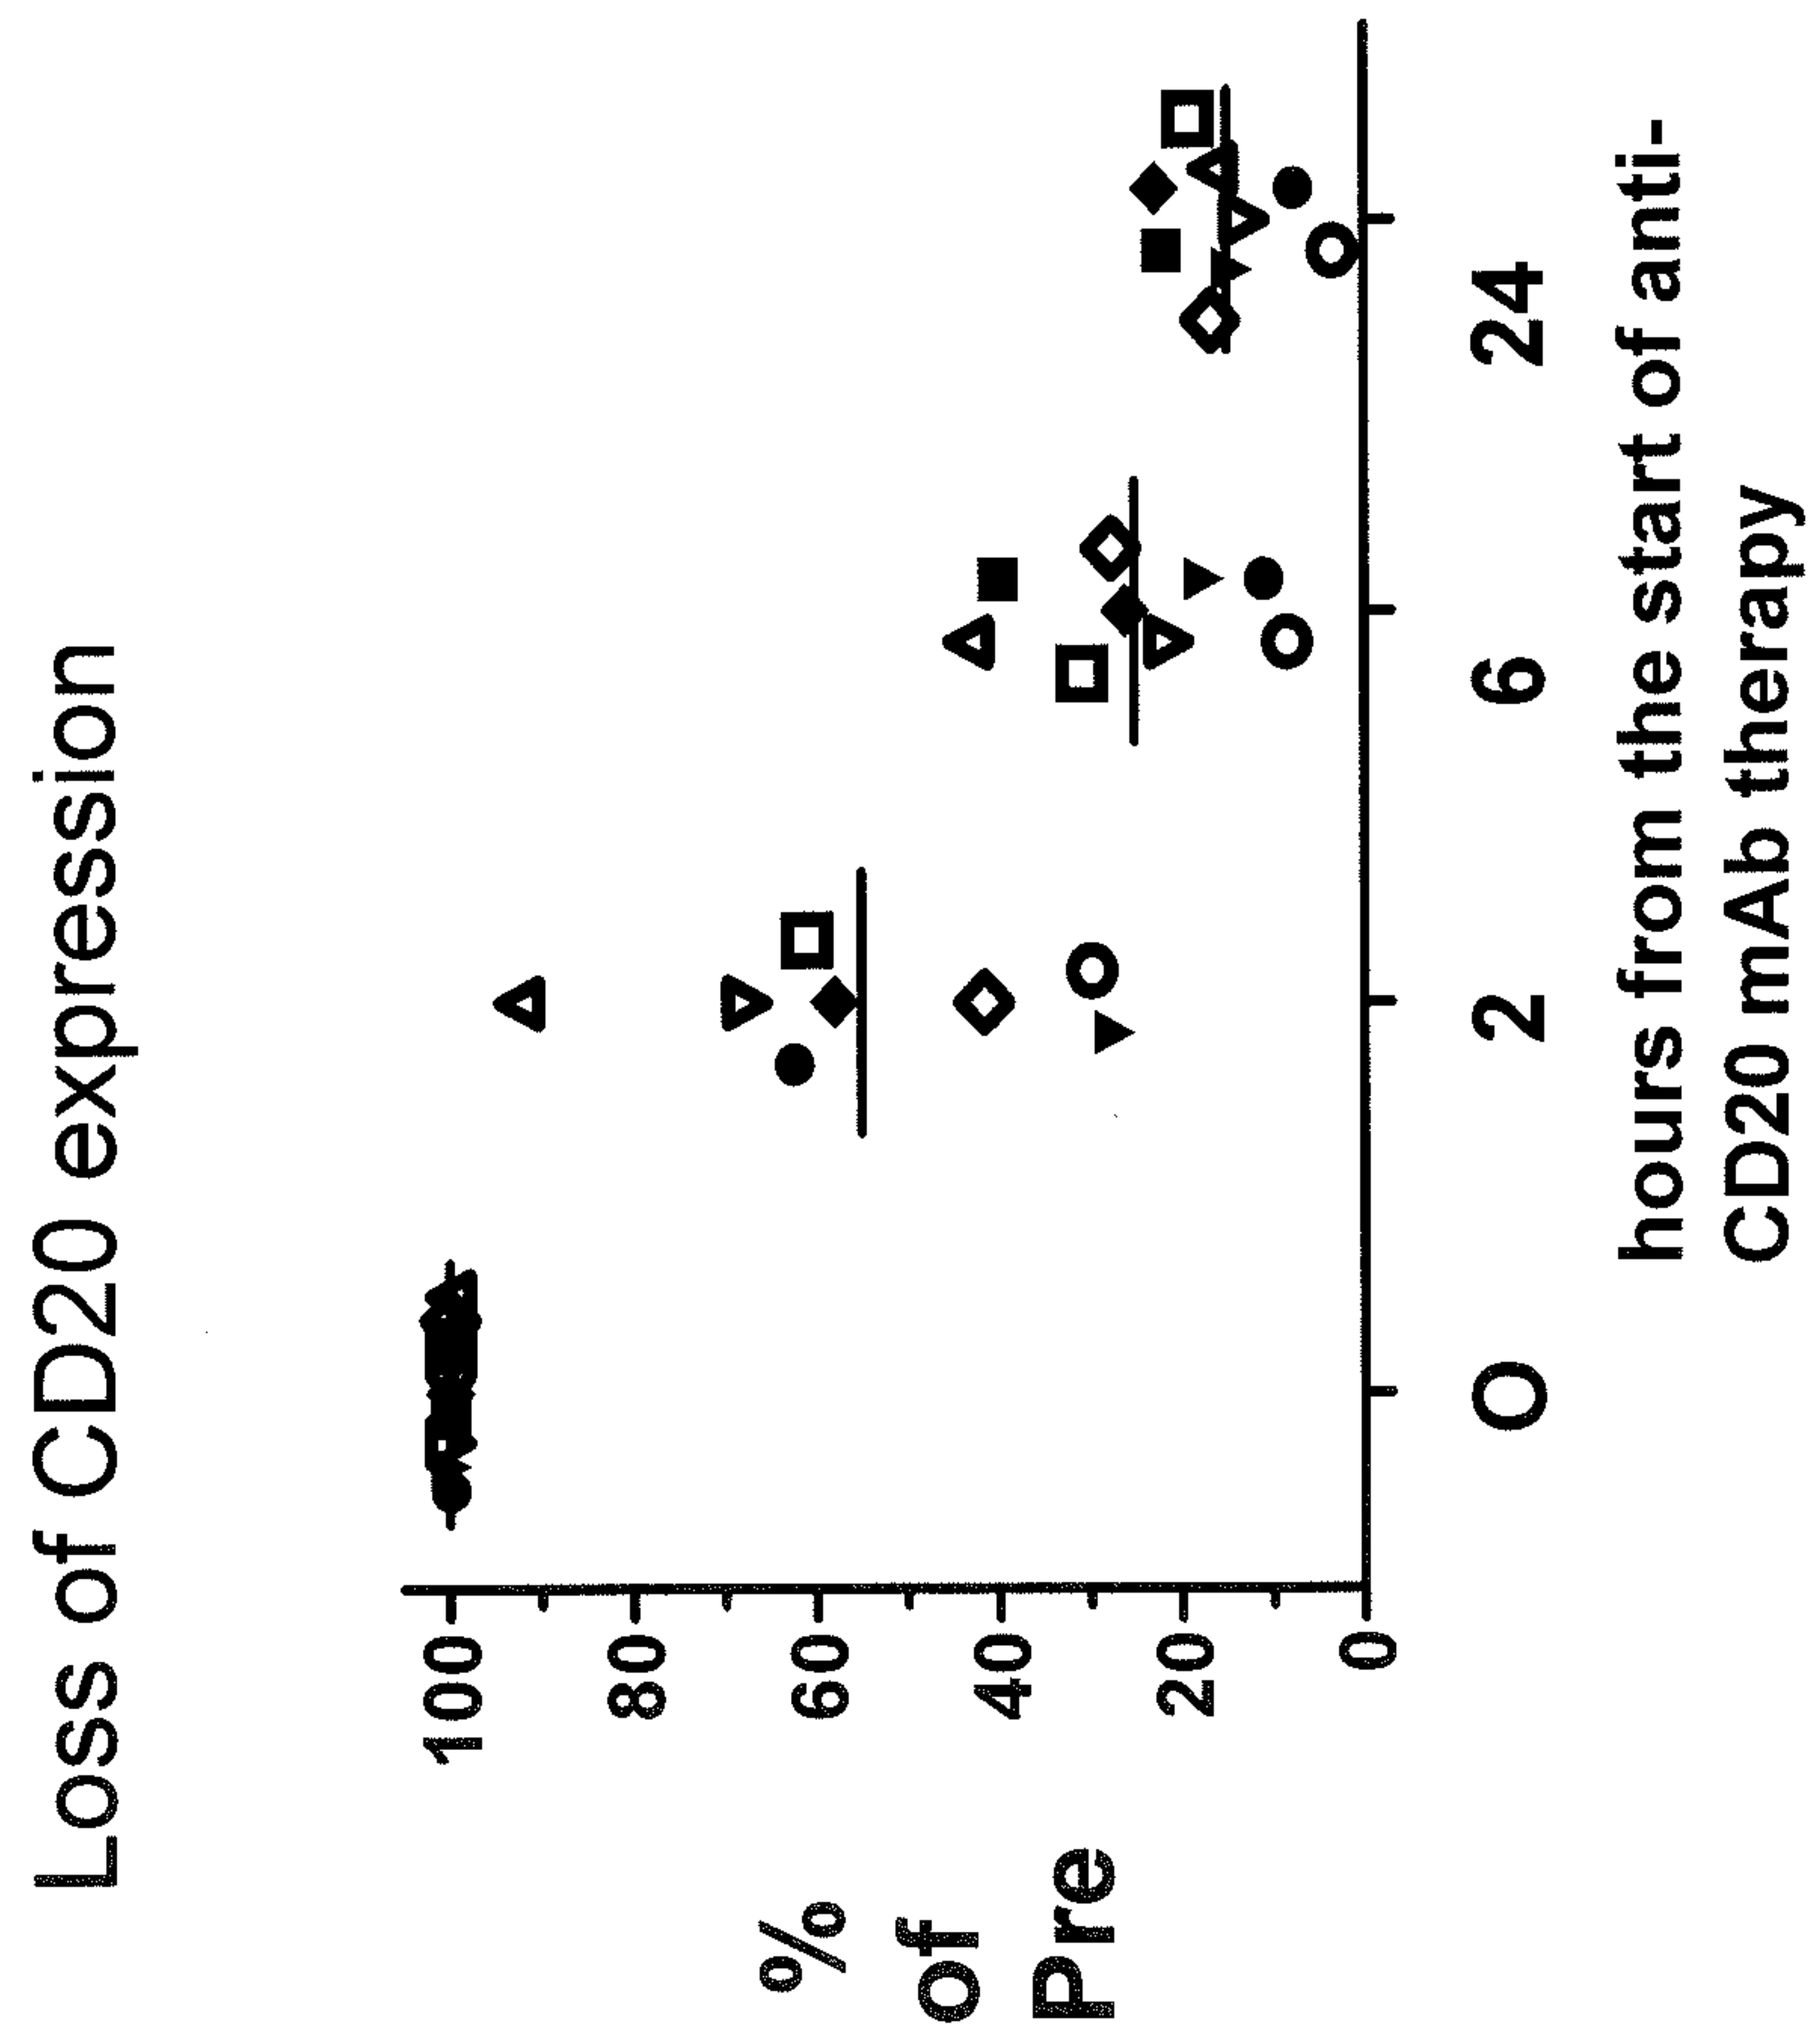 Loss of CD20 expression
%
of
Pre
100
80
60
40
20
0
O
2
6
24
hours from the start of anti-
CD20 mAb therapy